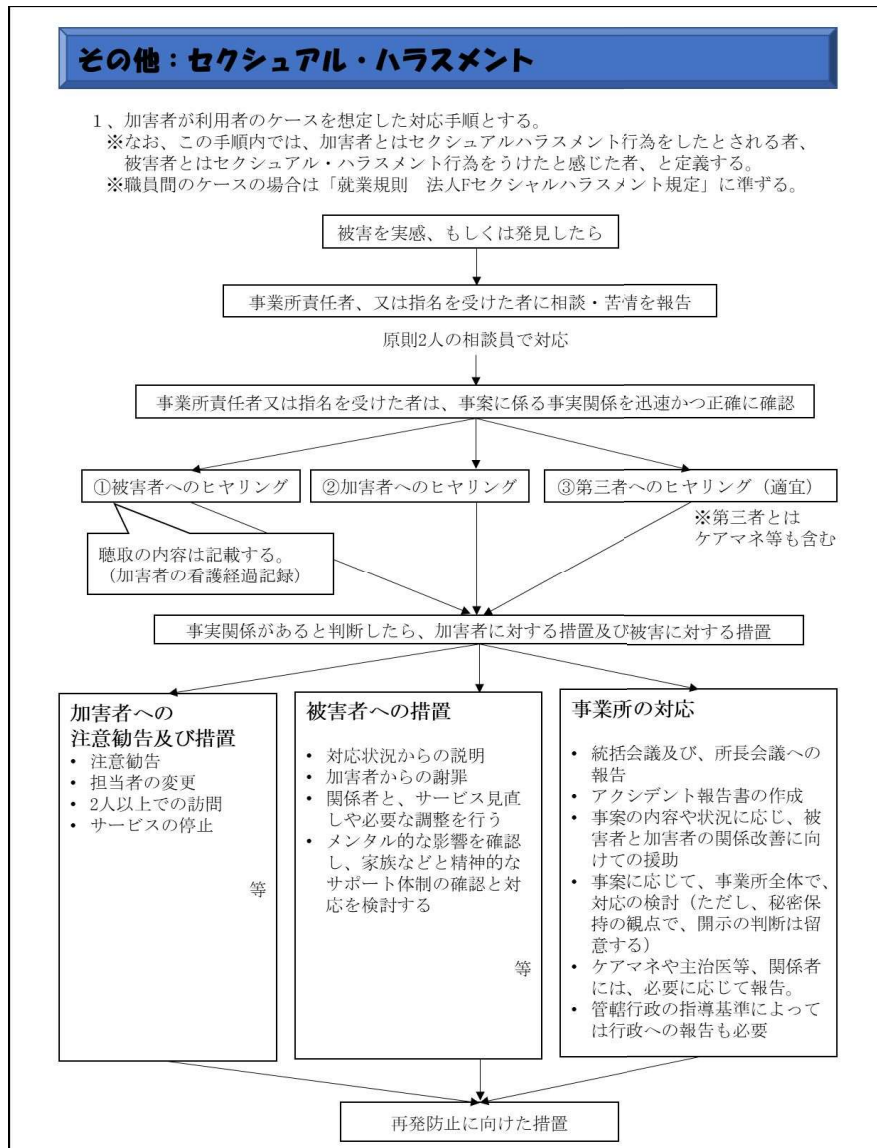 その他：セクシュアル・ハラスメント
1、加害者が利用者のケースを想定した対応手順とする。
※なお、この手順内では、加害者とはセクシュアルハラスメント行為をしたとされる者、
被害者とはセクシュアル・ハラスメント行為をうけたと感じた者、と定義する。
※職員間のケースの場合は「就業規則　法人Fセクシャルハラスメント規定」に準ずる。
被害を実感、もしくは発見したら
事業所責任者、又は指名を受けた者に相談・苦情を報告
原則2人の相談員で対応
事業所責任者又は指名を受けた者は、事案に係る事実関係を迅速かつ正確に確認
①被害者へのヒヤリング
②加害者へのヒヤリング
③第三者へのヒヤリング（適宜）
聴取の内容は記載する。
（加害者の看護経過記録）
※第三者とは
ケアマネ等も含む
事実関係があると判断したら、加害者に対する措置及び被害に対する措置
加害者への
注意勧告及び措置
• 注意勧告
• 担当者の変更
• 2人以上での訪問
• サービスの停止
等
被害者への措置
• 対応状況からの説明
• 加害者からの謝罪
• 関係者と、サービス見直
しや必要な調整を行う
• メンタル的な影響を確認
し、家族などと精神的な
サポート体制の確認と対
応を検討する
等
事業所の対応
• 統括会議及び、所長会議への
報告
• アクシデント報告書の作成
• 事案の内容や状況に応じ、被
害者と加害者の関係改善に向
けての援助
• 事案に応じて、事業所全体で、
対応の検討（ただし、秘密保
持の観点で、開示の判断は留
意する）
• ケアマネや主治医等、関係者
には、必要に応じて報告。
• 管轄行政の指導基準によって
は行政への報告も必要
再発防止に向けた措置